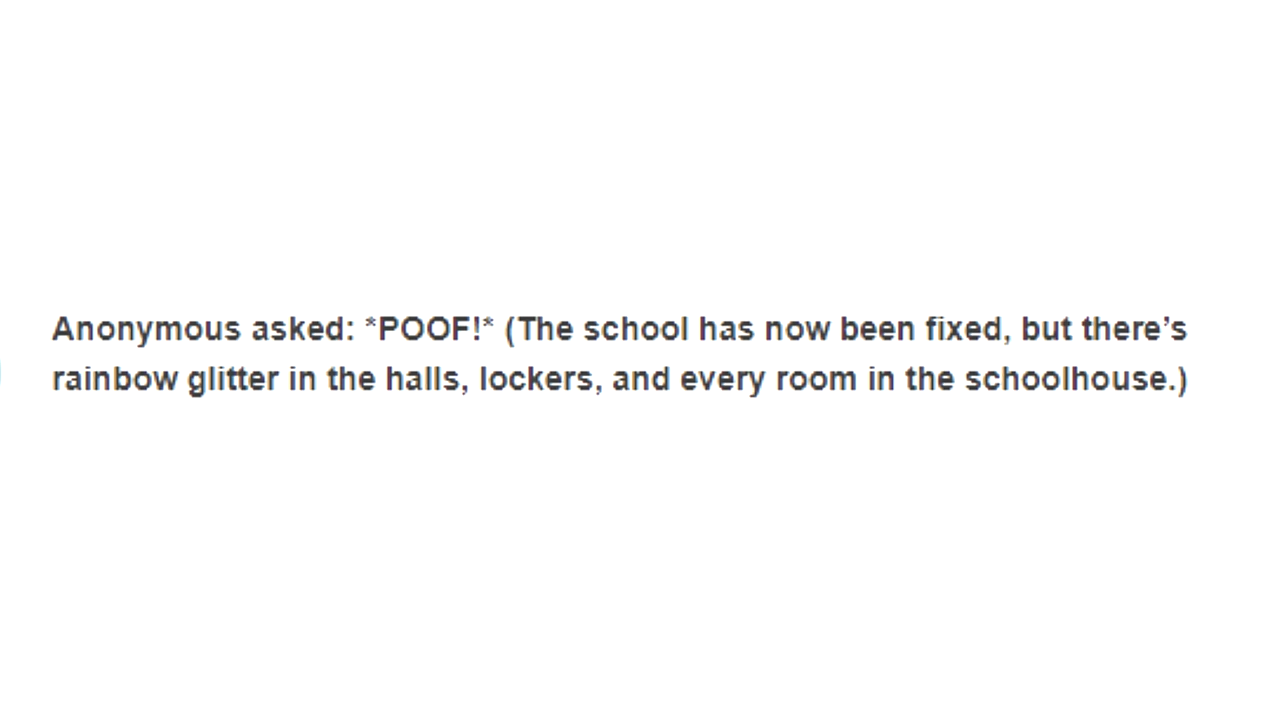 Anonymous asked: *POOF!* (The school has now been fixed, but there’s
rainbow glitter in the halls, lockers, and every room in the schoolhouse.)